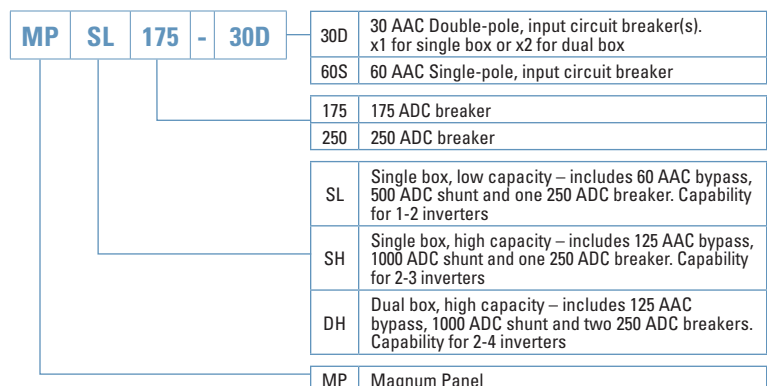 MP SL 175 - 30D
30D 30 AAC Double-pole, input circuit breaker(s).
x1 for single box or x2 for dual box
60S 60 AAC Single-pole, input circuit breaker
175 175 ADC breaker
250 250 ADC breaker
SL Single box, low capacity – includes 60 AAC bypass,
500 ADC shunt and one 250 ADC breaker. Capability
for 1-2 inverters
SH Single box, high capacity – includes 125 AAC bypass,
1000 ADC shunt and one 250 ADC breaker. Capability
for 2-3 inverters
DH Dual box, high capacity – includes 125 AAC
bypass, 1000 ADC shunt and two 250 ADC breakers.
Capability for 2-4 inverters
MP Magnum Panel